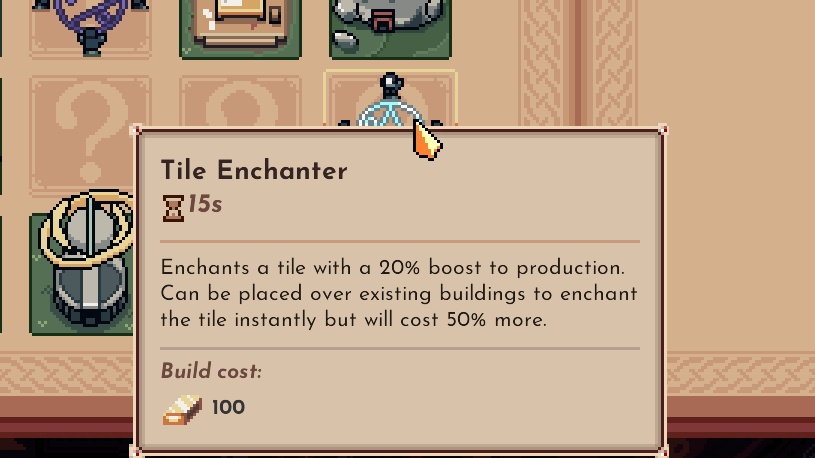 Tile Enchanter
15s
Enchants a tile with a 20% boost to production.
Can be placed over existing buildings to enchant
the tile instantly but will cost 50% more.
Build cost:
100